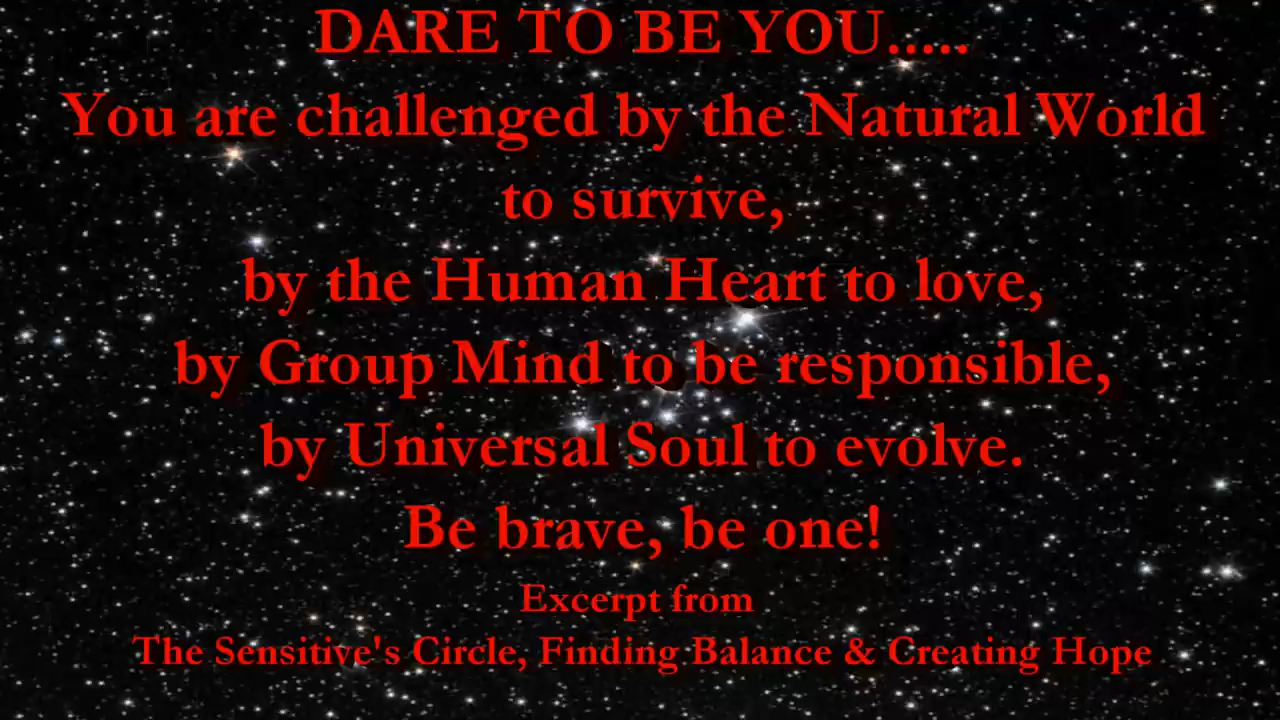 DARE TO BE YOU.....
You are challenged by the Natural World
to survive,
by the Human Heart to love,
by Group Mind to be responsible,
by Universal Soul to evolve.
Be brave, be one!
Excerpt from
The Sensitive's Circle, Finding Balance & Creating Hope